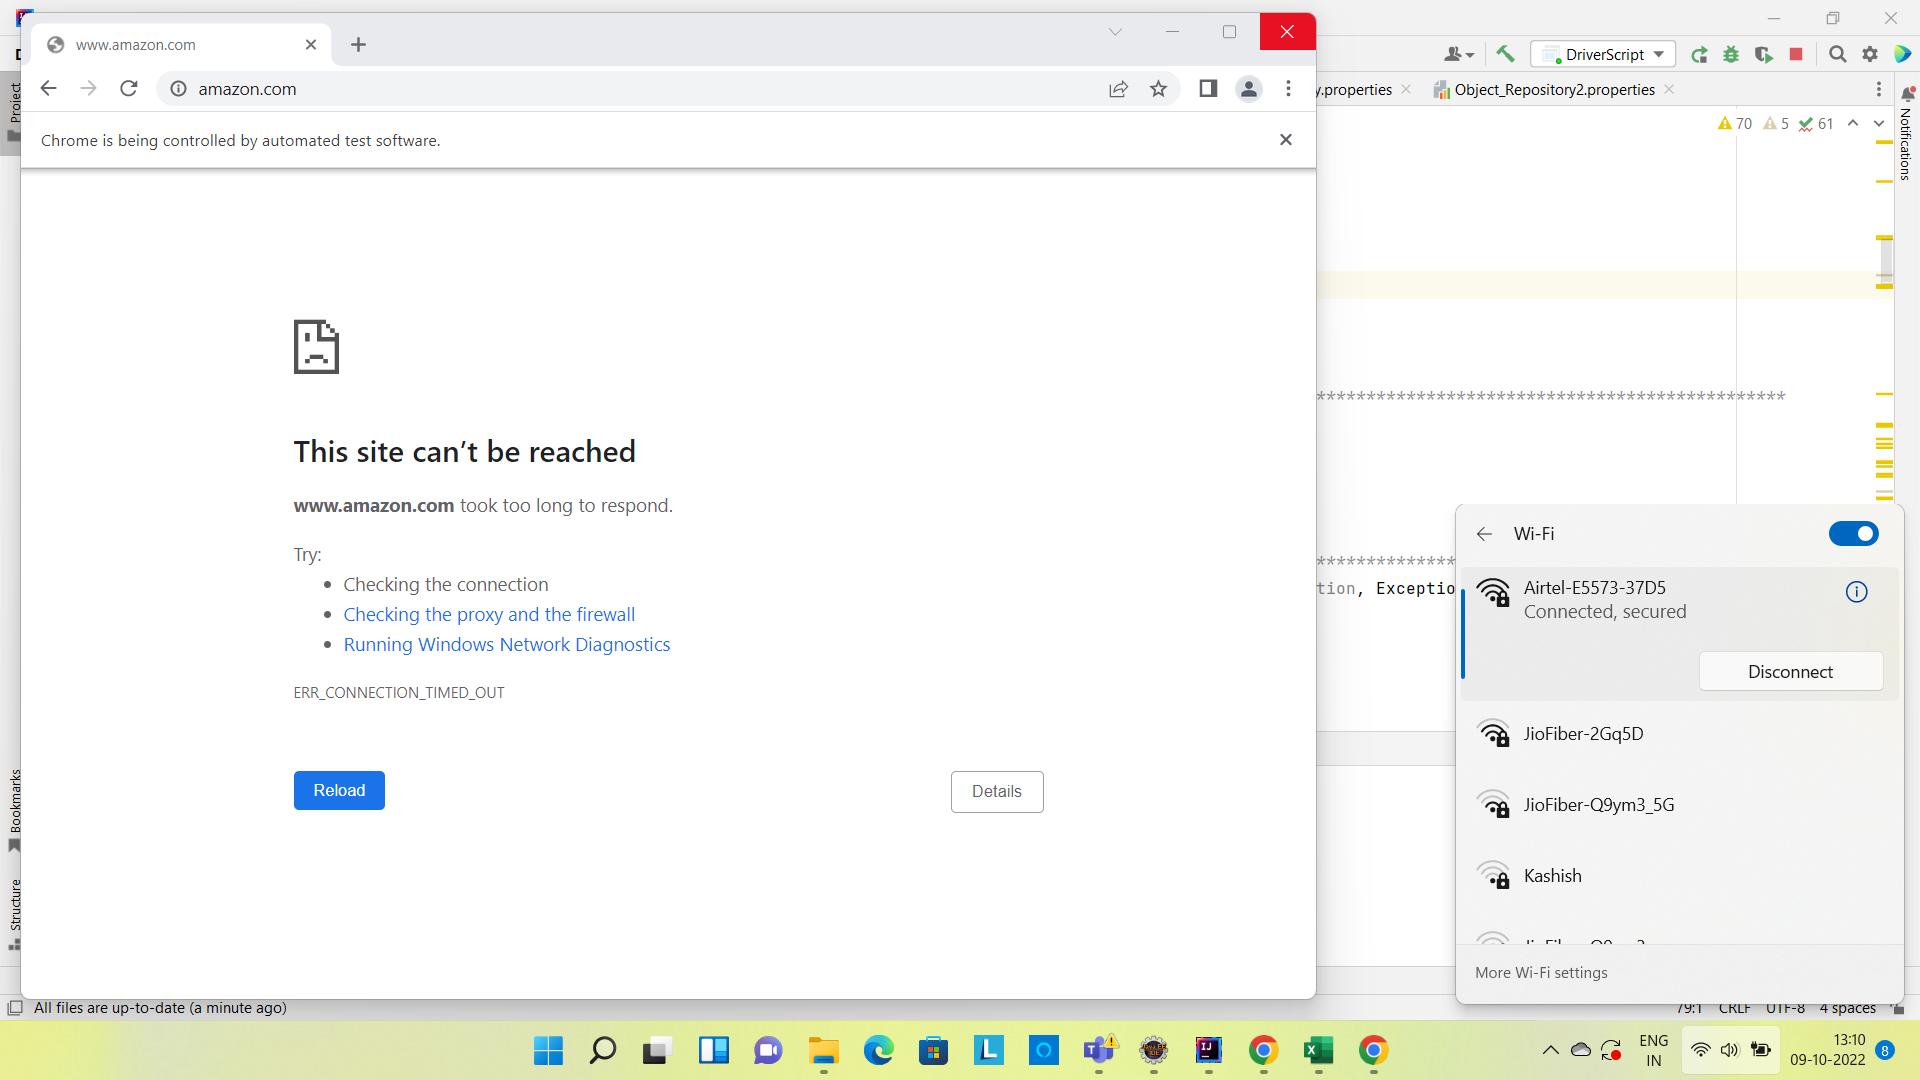 www.amazon.com
amazon.com
Chrome is being controlled by automated test software.
This site can’t be reached
www.amazon.com took too long to respond.
Try:
Checking the connection
Checking the proxy and the firewall
Running Windows Network Diagnostics
ERR_CONNECTION_TIMED_OUT
Reload
Details
DriverScript
y.properties
Object_Repository2.properties
70 5 61
Project
Bookmarks
Structure
Notifications
***********************************************
**************
tion, Exceptio
Wi-Fi
Airtel-E5573-37D5
Connected, secured
Disconnect
JioFiber-2Gq5D
JioFiber-Q9ym3_5G
Kashish
More Wi-Fi settings
All files are up-to-date (a minute ago)
79:1 CRLF UTF-8 4 spaces
ENG
IN
13:10
09-10-2022
8